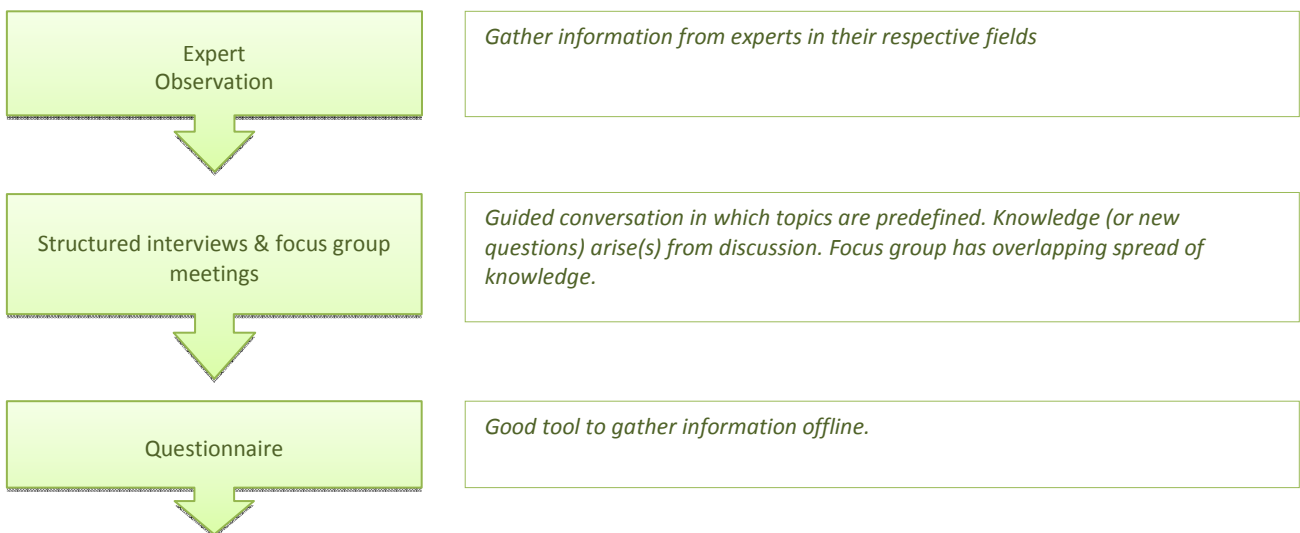 Expert
Observation
Gather information from experts in their respective fields
Structured interviews & focus group
meetings
Guided conversation in which topics are predefined. Knowledge (or new
questions) arise(s) from discussion. Focus group has overlapping spread of
knowledge.
Questionnaire
Good tool to gather information offline.